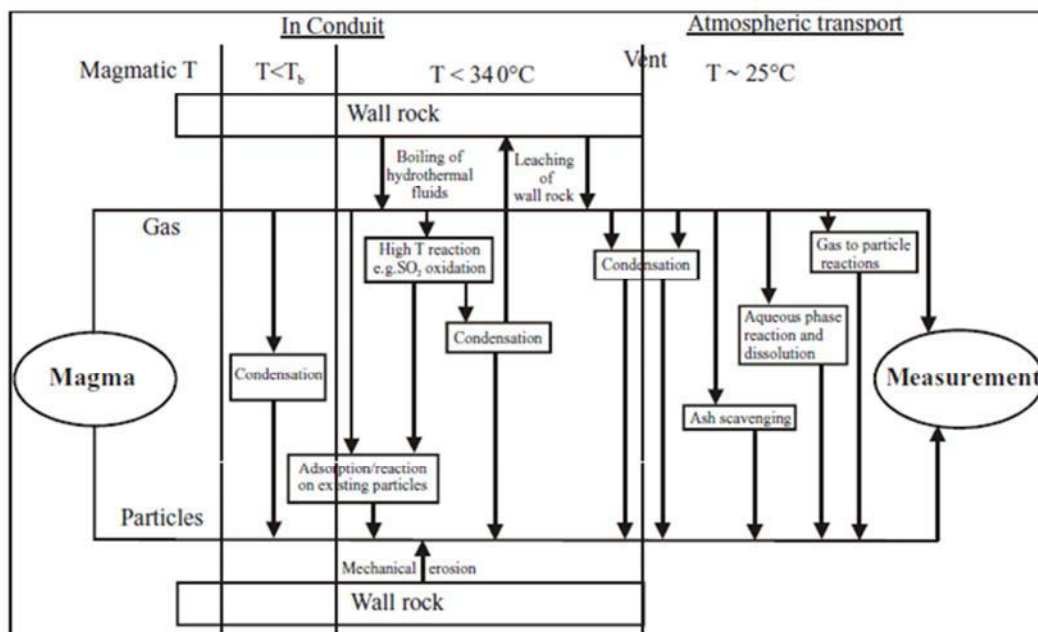 In Conduit
Atmospheric transport
Magmatic T
T<Tb
T < 340°C
Vent
T ~ 25°C
Wall rock
Boiling of
hydrothermal
fluids
Leaching
of
wall rock
Gas
High T reaction
e.g.SO2 oxidation
Condensation
Gas to particle
reactions
Condensation
Aqueous phase
reaction and
dissolution
Magma
Condensation
Measurement
Ash scavenging
Adsorption/reaction
on existing particles
Particles
Mechanical erosion
Wall rock